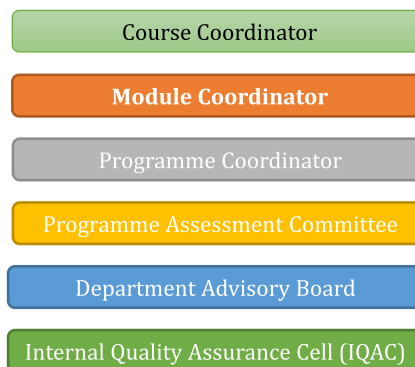 Course Coordinator
Module Coordinator
Programme Coordinator
Programme Assessment Committee
Department Advisory Board
Internal Quality Assurance Cell (IQAC)